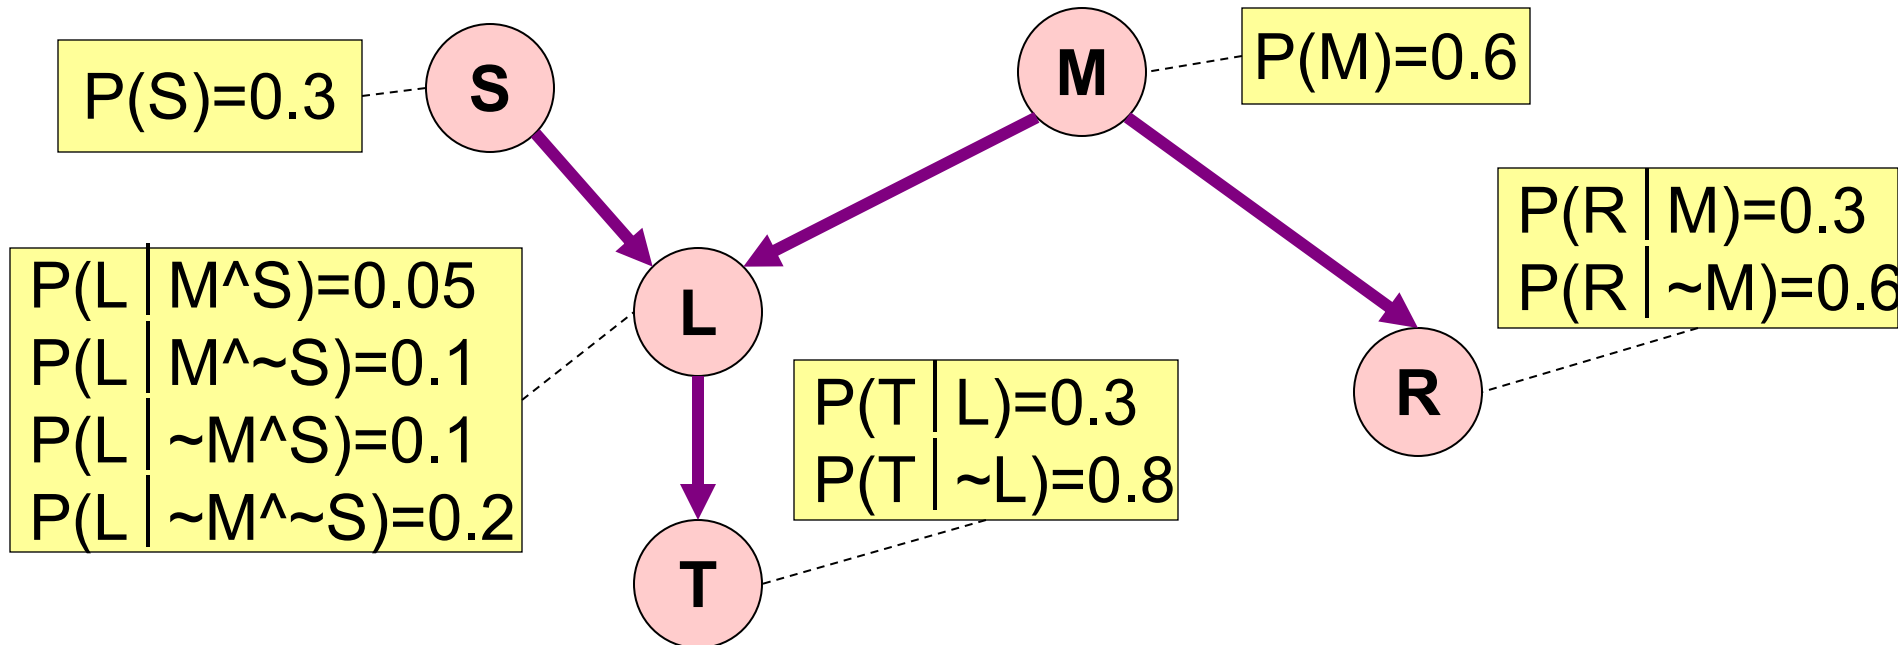 P(S)=0.3
S
M
P(M)=0.6
P(R | M)=0.3
P(R | ~M)=0.6
P(L | M^S)=0.05
P(L | M^~S)=0.1
P(L | ~M^S)=0.1
P(L | ~M^~S)=0.2
L
P(T | L)=0.3
P(T | ~L)=0.8
R
T